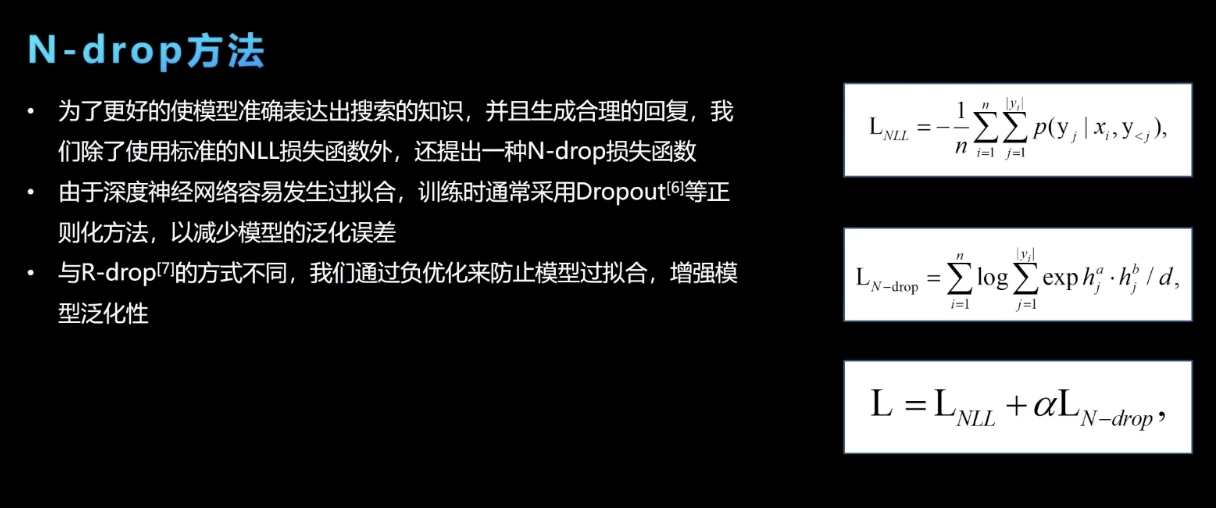 N-drop方法
• 为了更好的使模型准确表达出搜索的知识，并且生成合理的回复，我
们除了使用标准的NLL损失函数外，还提出一种N-drop损失函数
• 由于深度神经网络容易发生过拟合，训练时通常采用Dropout[6]等正
则化方法，以减少模型的泛化误差
• 与R-drop[7]的方式不同，我们通过负优化来防止模型过拟合，增强模
型泛化性
L_{NLL} = -\frac{1}{n}\sum_{i=1}^{n}\sum_{j=1}^{|y_i|} p(y_j | x_i, y_{<j}),
L_{N-drop} = \sum_{i=1}^{n} \log \sum_{j=1}^{|y_i|} \exp h_j^a \cdot h_j^b / d,
L = L_{NLL} + αL_{N-drop},